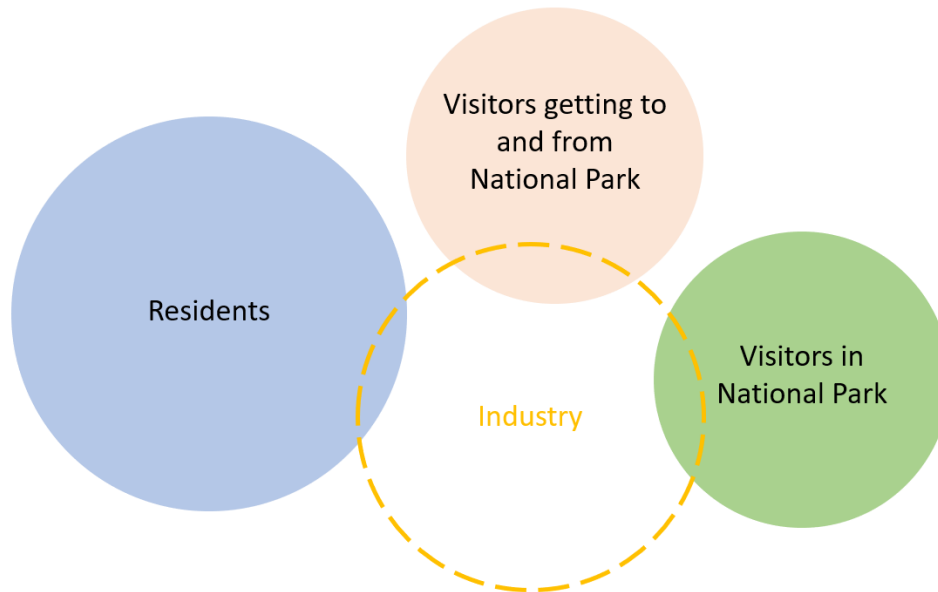 Visitors getting to
and from
National Park
Residents
Visitors in
National Park
Industry